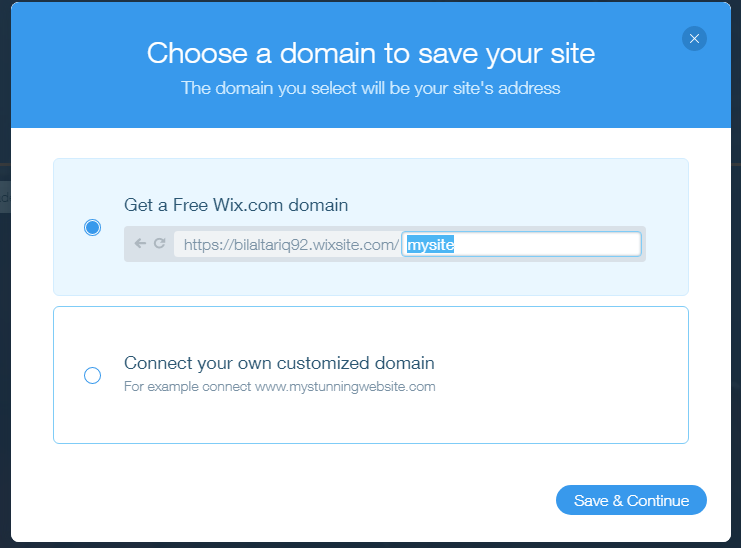 Choose a domain to save your site
The domain you select will be your site's address
Get a Free Wix.com domain
https://bilaltariq92.wixsite.com/ mysite
Connect your own customized domain
For example connect www.mystunningwebsite.com
Save & Continue